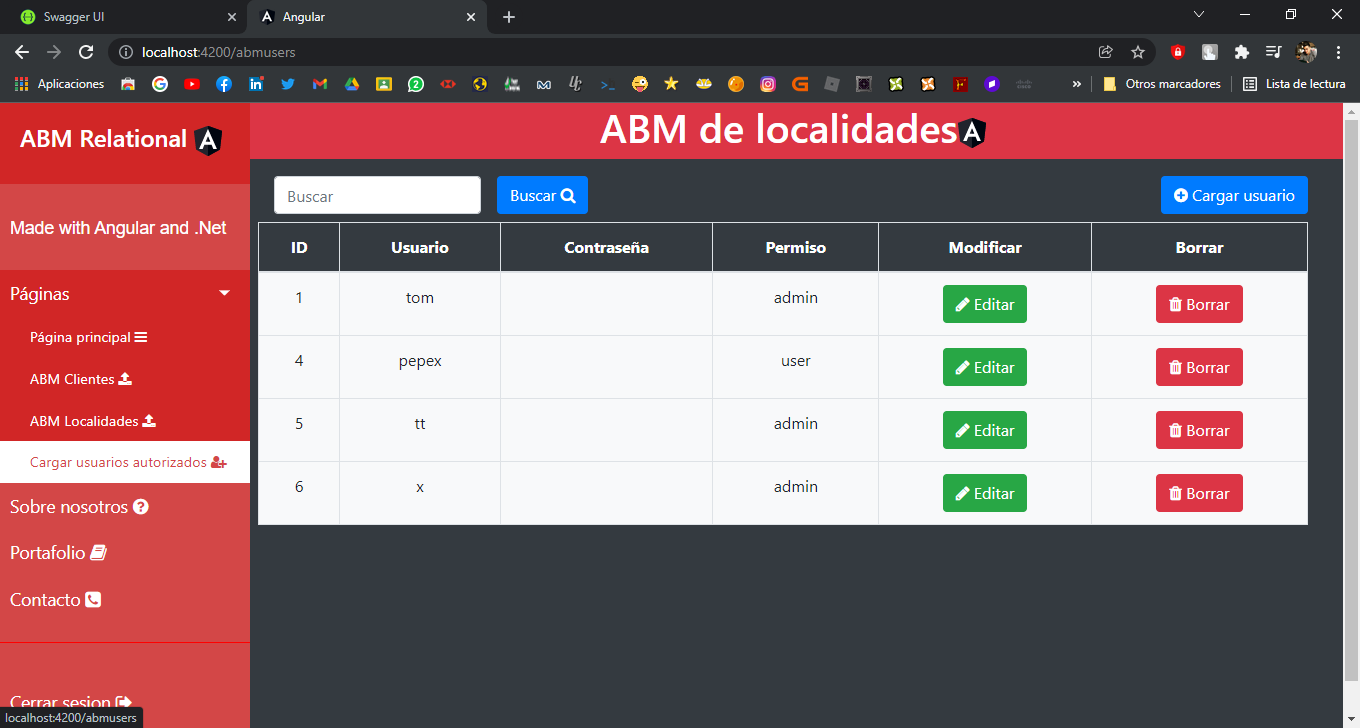 Swagger UI
Angular
localhost:4200/abmusers
Aplicaciones
Otros marcadores
Lista de lectura
ABM Relational
Made with Angular and .Net
Páginas
Página principal
ABM Clientes
ABM Localidades
Cargar usuarios autorizados
Sobre nosotros
Portafolio
Contacto
Cerrar sesion
localhost:4200/abmusers
ABM de localidades
Buscar Buscar Cargar usuario
ID Usuario Contraseña Permiso Modificar Borrar
1 tom admin Editar Borrar
4 pepex user Editar Borrar
5 tt admin Editar Borrar
6 x admin Editar Borrar